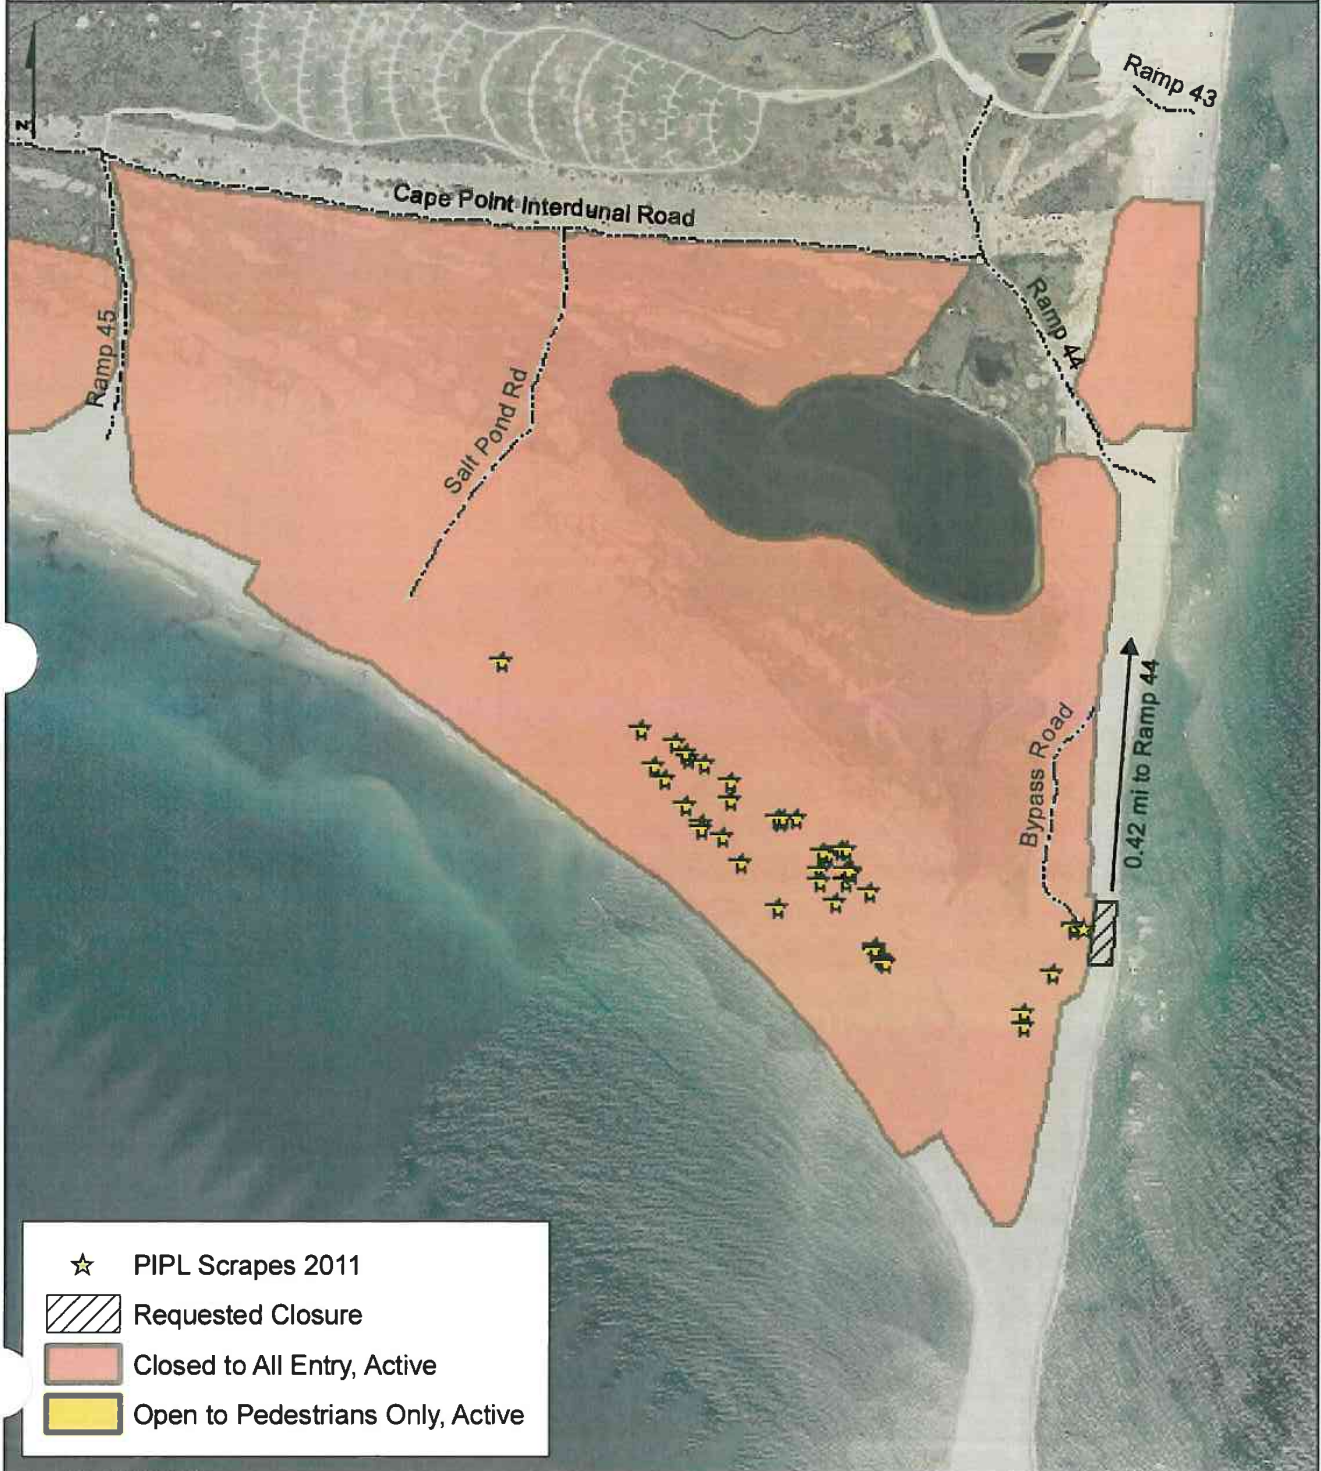 Ramp 43
N
Cape Point Interdunal Road
Ramp 45
Ramp 44
Salt Pond Rd
Bypass Road
0.42 mi to Ramp 44
PIPL Scrapes 2011
Requested Closure
Closed to All Entry, Active
Open to Pedestrians Only, Active